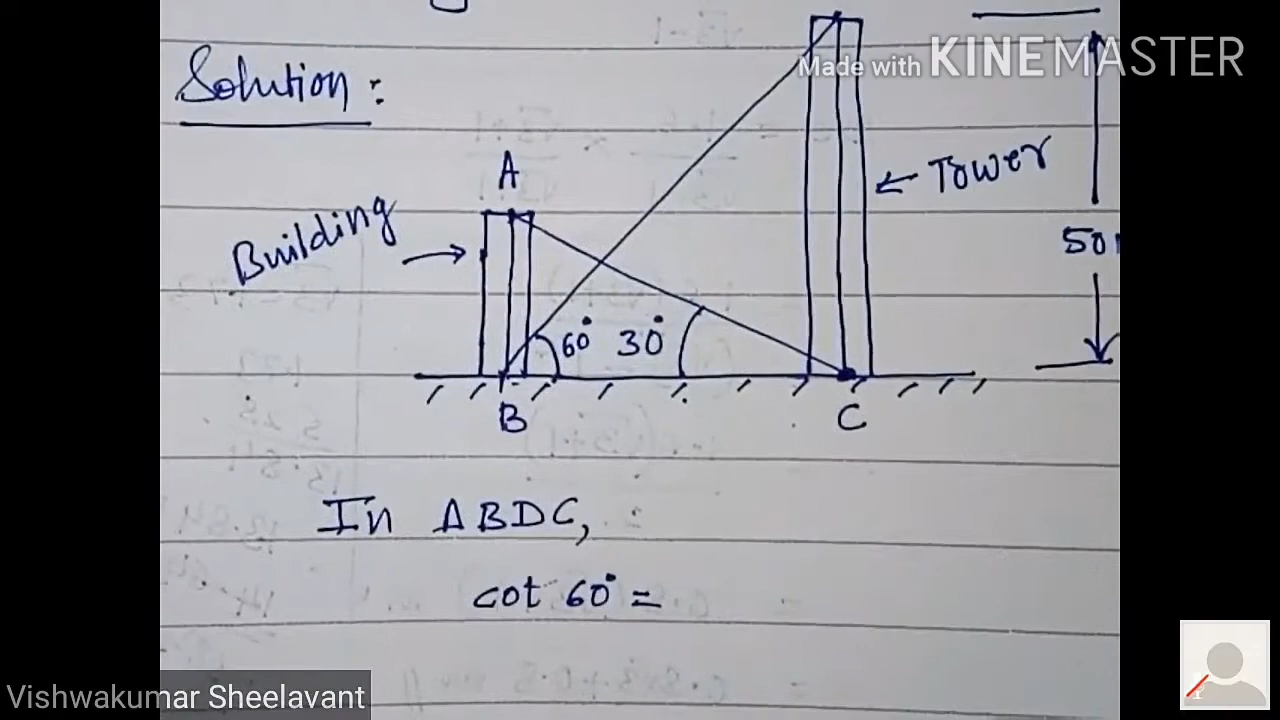 Made with KINEMASTER
Solution :
A
Building →
← Tower
50
60° 30°
B
C
In ΔBDC,
cot 60° =
Vishwakumar Sheelavant